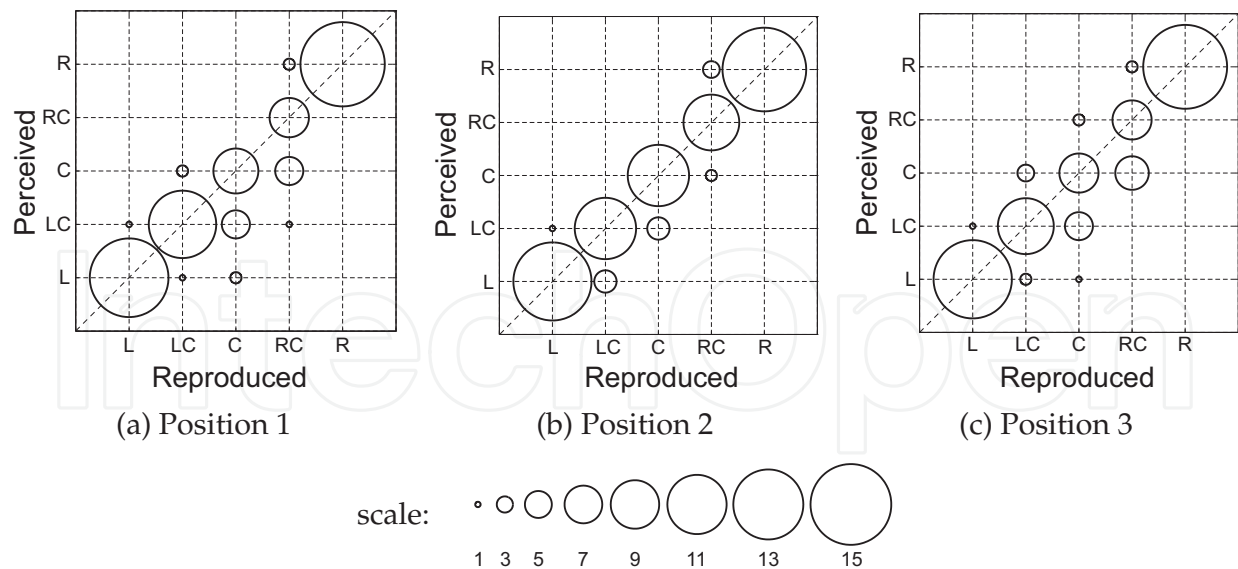 Perceived
R
RC
C
LC
L
L LC C RC R
Reproduced
(a) Position 1
Perceived
R
RC
C
LC
L
L LC C RC R
Reproduced
(b) Position 2
Perceived
R
RC
C
LC
L
L LC C RC R
Reproduced
(c) Position 3
IntechOpen
scale:
1 3 5 7 9 11 13 15